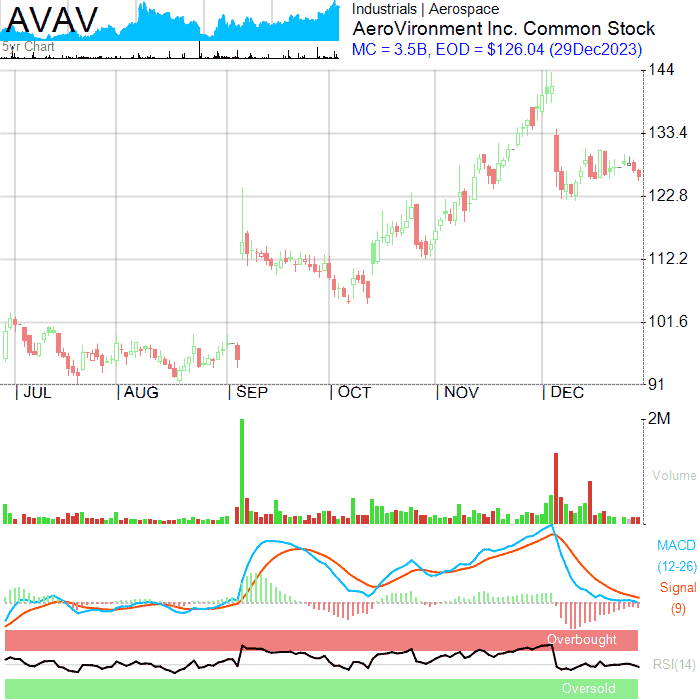 AVAV
5yr Chart
Industrials | Aerospace
AeroVironment Inc. Common Stock
MC = 3.5B, EOD = $126.04 (29Dec2023)
144
133.4
122.8
112.2
101.6
91
JUL AUG SEP OCT NOV DEC
2M
Volume
MACD
(12-26)
Signal
(9)
Overbought
RSI(14)
Oversold